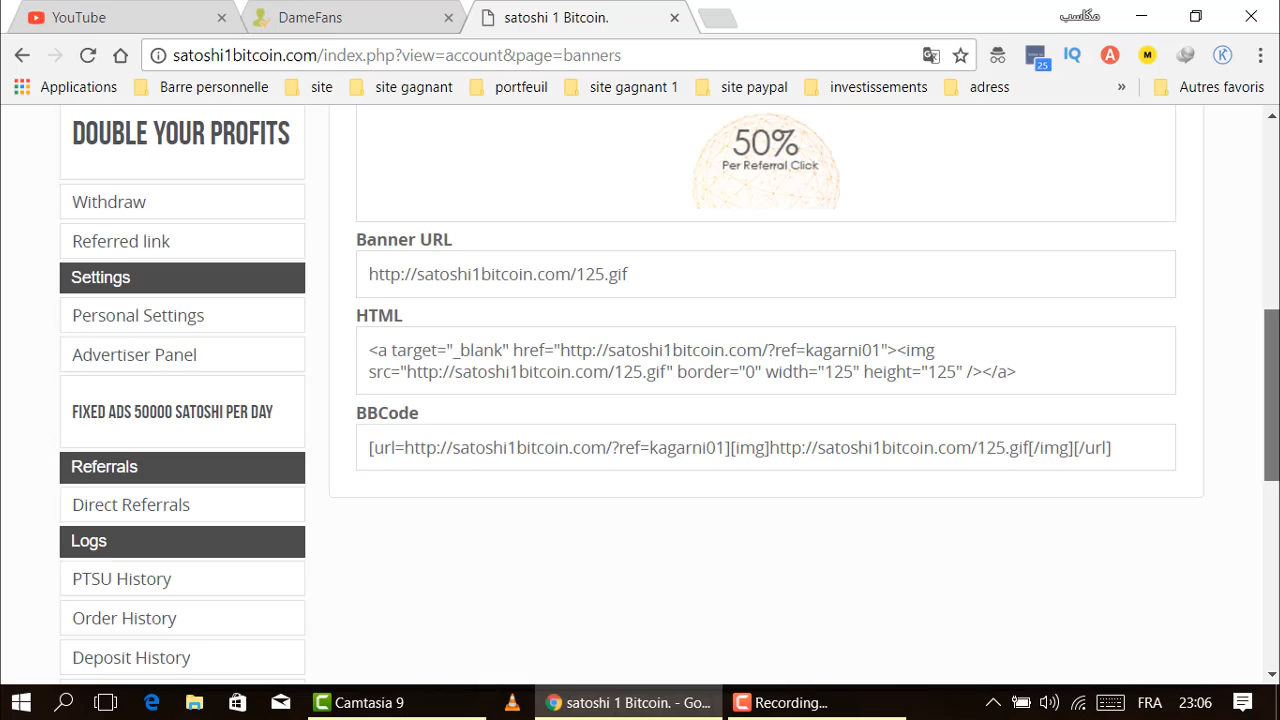 YouTube
DameFans
satoshi 1 Bitcoin.
مكاسب
satoshi1bitcoin.com/index.php?view=account&page=banners
25
IQ
A
M
K
Applications
Barre personnelle
site
site gagnant
portfeuil
site gagnant 1
site paypal
investissements
adress
»
Autres favoris
DOUBLE YOUR PROFITS
Withdraw
Referred link
Settings
Personal Settings
Advertiser Panel
FIXED ADS 50000 SATOSHI PER DAY
Referrals
Direct Referrals
Logs
PTSU History
Order History
Deposit History
50%
Per Referral Click
Banner URL
http://satoshi1bitcoin.com/125.gif
HTML
<a target="_blank" href="http://satoshi1bitcoin.com/?ref=kagarni01"><img
src="http://satoshi1bitcoin.com/125.gif" border="0" width="125" height="125" /></a>
BBCode
[url=http://satoshi1bitcoin.com/?ref=kagarni01][img]http://satoshi1bitcoin.com/125.gif[/img][/url]
Camtasia 9
satoshi 1 Bitcoin. - Go...
Recording...
FRA
23:06